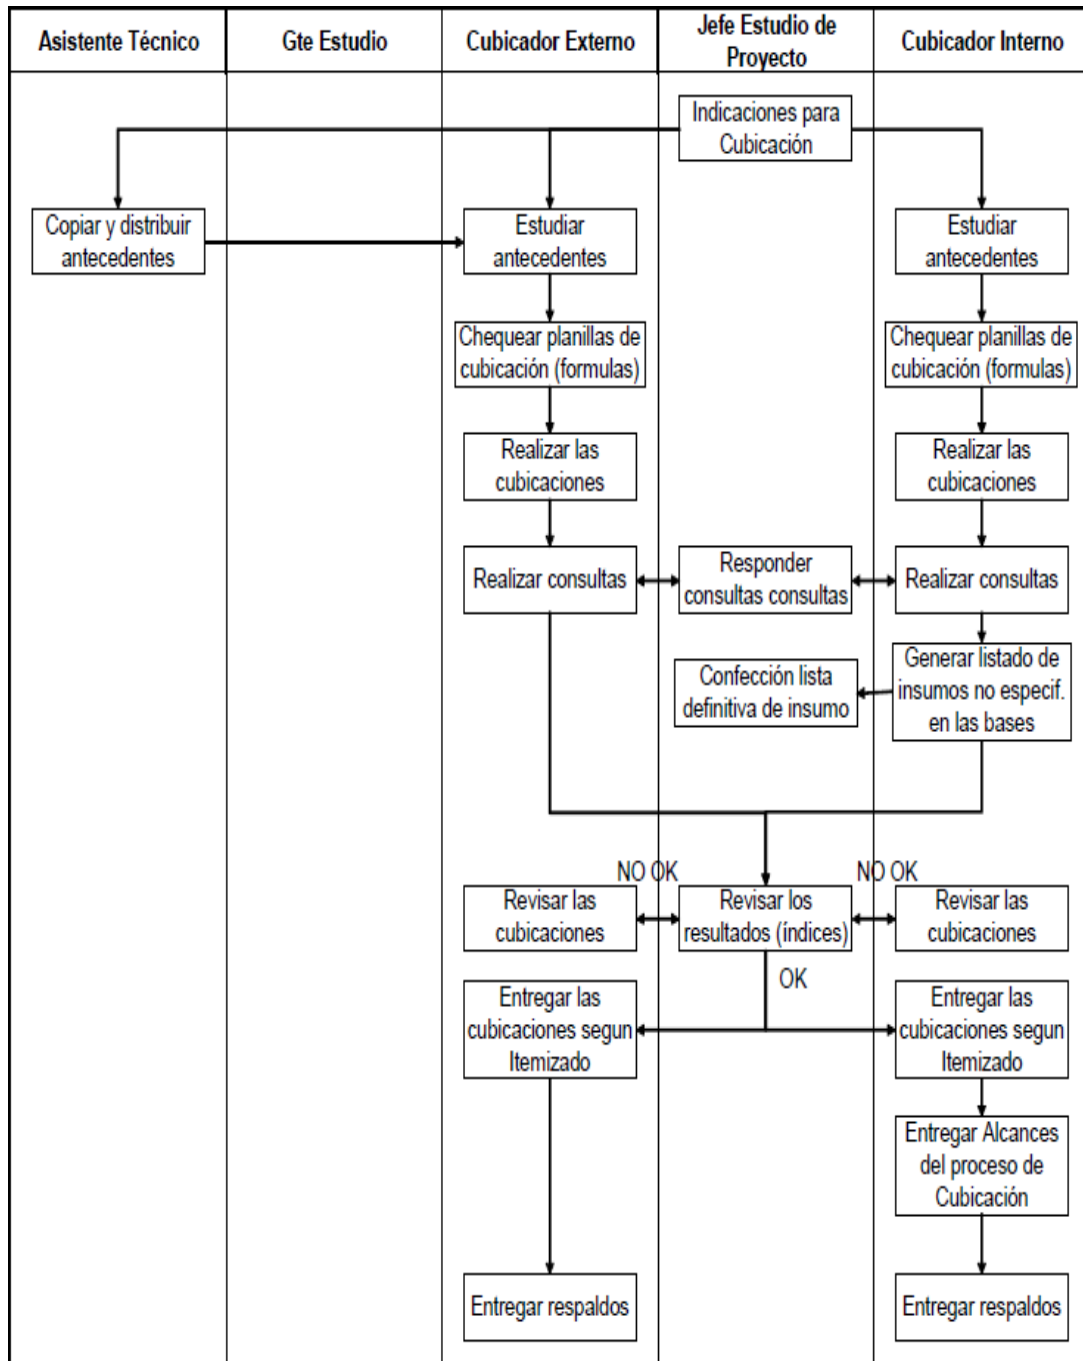 Asistente Técnico
Gte Estudio
Cubicador Externo
Jefe Estudio de
Proyecto
Cubicador Interno
Indicaciones para
Cubicación
Copiar y distribuir
antecedentes
Estudiar
antecedentes
Estudiar
antecedentes
Chequear planillas de
cubicación (formulas)
Chequear planillas de
cubicación (formulas)
Realizar las
cubicaciones
Realizar las
cubicaciones
Realizar consultas
Responder
consultas consultas
Realizar consultas
Confección lista
definitiva de insumo
Generar listado de
insumos no especif.
en las bases
NO OK
NO OK
Revisar las
cubicaciones
Revisar los
resultados (índices)
Revisar las
cubicaciones
OK
Entregar las
cubicaciones segun
Itemizado
Entregar las
cubicaciones segun
Itemizado
Entregar Alcances
del proceso de
Cubicación
Entregar respaldos
Entregar respaldos